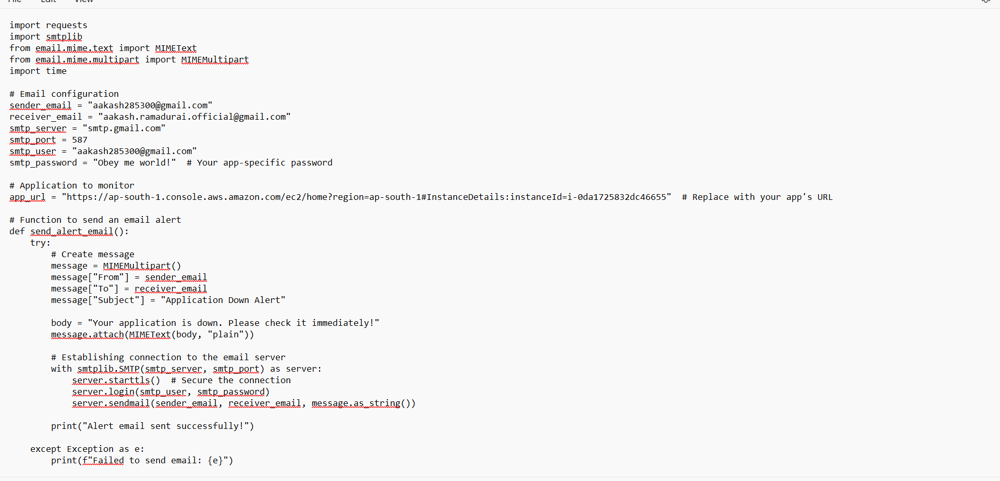 File Edit View
import requests
import smtplib
from email.mime.text import MIMEText
from email.mime.multipart import MIMEMultipart
import time
# Email configuration
sender_email = "aakash285300@gmail.com"
receiver_email = "aakash.ramadurai.official@gmail.com"
smtp_server = "smtp.gmail.com"
smtp_port = 587
smtp_user = "aakash285300@gmail.com"
smtp_password = "Obey me world!"  # Your app-specific password
# Application to monitor
app_url = "https://ap-south-1.console.aws.amazon.com/ec2/home?region=ap-south-1#InstanceDetails:instanceId=i-0da1725832dc46655"  # Replace with your app's URL
# Function to send an email alert
def send_alert_email():
    try:
        # Create message
        message = MIMEMultipart()
        message["From"] = sender_email
        message["To"] = receiver_email
        message["Subject"] = "Application Down Alert"
        body = "Your application is down. Please check it immediately!"
        message.attach(MIMEText(body, "plain"))
        # Establishing connection to the email server
        with smtplib.SMTP(smtp_server, smtp_port) as server:
            server.starttls()  # Secure the connection
            server.login(smtp_user, smtp_password)
            server.sendmail(sender_email, receiver_email, message.as_string())
        print("Alert email sent successfully!")
    except Exception as e:
        print(f"Failed to send email: {e}")